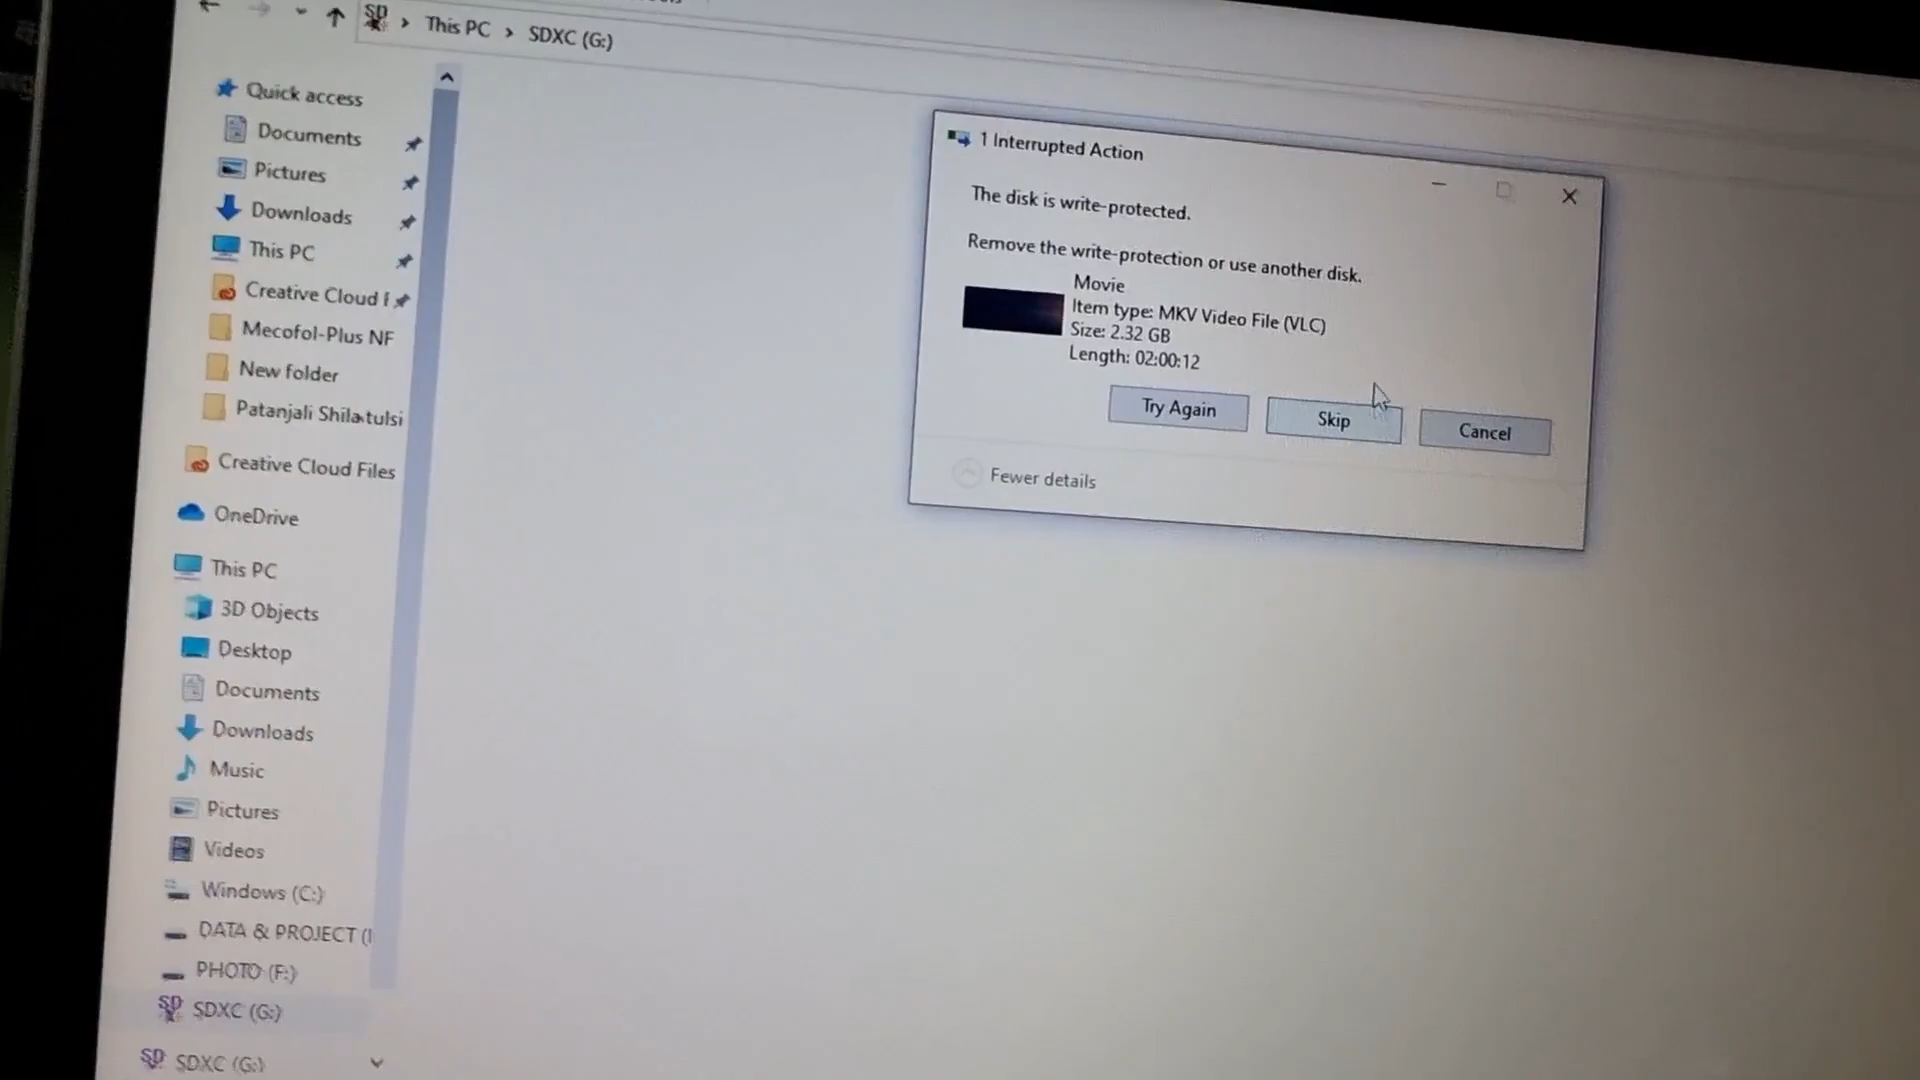 This PC > SDXC (G:)
Quick access
Documents
Pictures
Downloads
This PC
Creative Cloud F
Mecofol-Plus NF
New folder
Patanjali Shilatulsi
Creative Cloud Files
OneDrive
This PC
3D Objects
Desktop
Documents
Downloads
Music
Pictures
Videos
Windows (C:)
DATA & PROJECT (
PHOTO (F:)
SDXC (G:)
SDXC (G:)
1 Interrupted Action
The disk is write-protected.
Remove the write-protection or use another disk.
Movie
Item type: MKV Video File (VLC)
Size: 2.32 GB
Length: 02:00:12
Try Again
Skip
Cancel
Fewer details